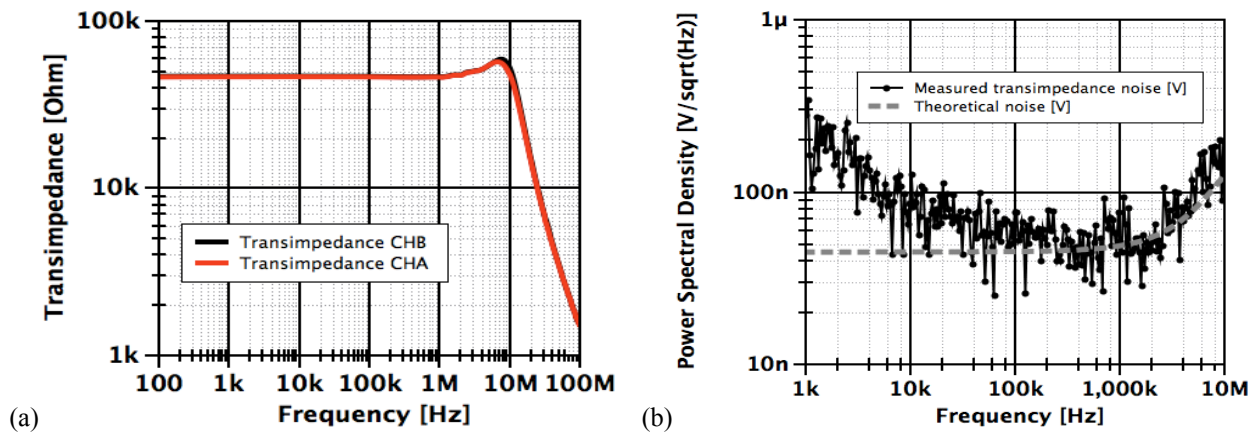 100k
10k
1k
Transimpedance [Ohm]
Transimpedance CHB
Transimpedance CHA
100 1k 10k 100k 1M 10M 100M
Frequency [Hz]
(a)
1µ
100n
10n
Power Spectral Density [V/sqrt(Hz)]
Measured transimpedance noise [V]
Theoretical noise [V]
1k 10k 100k 1,000k 10M
Frequency [Hz]
(b)